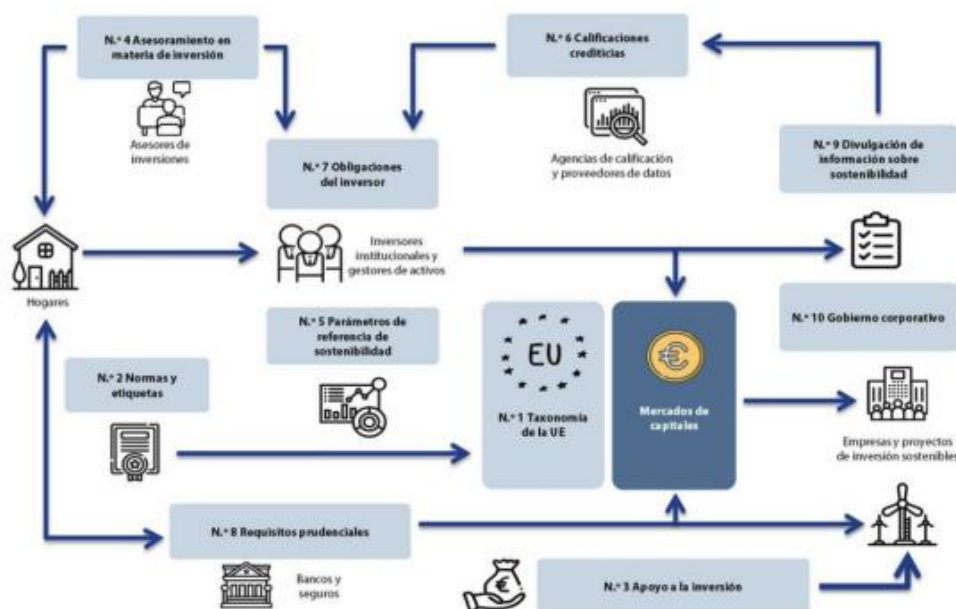 N.º 4 Asesoramiento en
materia de inversión
Asesores de
inversiones
N.º 6 Calificaciones
crediticias
Agencias de calificación
y proveedores de datos
N.º 7 Obligaciones
del inversor
N.º 9 Divulgación de
información sobre
sostenibilidad
Hogares
Inversores
institucionales y
gestores de activos
N.º 5 Parámetros de
referencia de
sostenibilidad
EU
N.º 1 Taxonomía
de la UE
Mercados de
capitales
N.º 10 Gobierno corporativo
Empresas y proyectos
de inversión sostenibles
N.º 2 Normas y
etiquetas
N.º 8 Requisitos prudenciales
Bancos y
seguros
N.º 3 Apoyo a la inversión